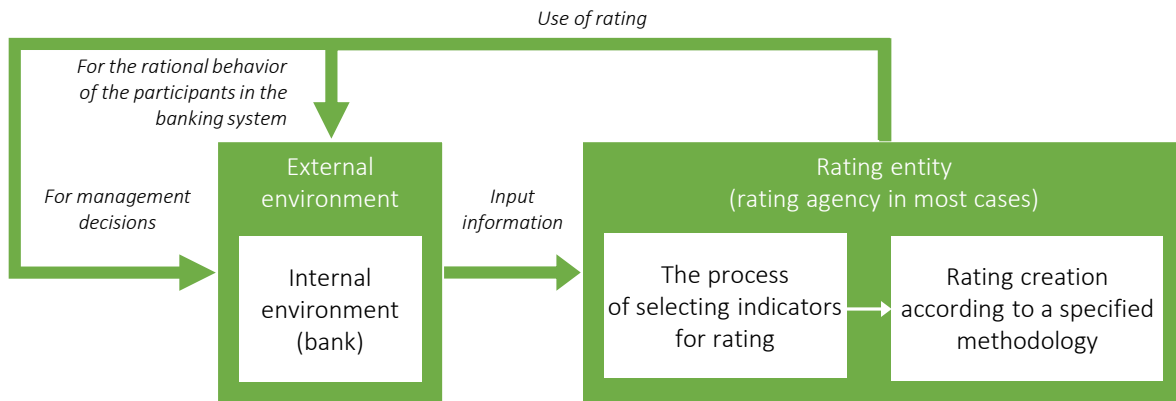 Use of rating
For the rational behavior
of the participants in the
banking system
External
environment
Rating entity
(rating agency in most cases)
For management
decisions
Input
information
Internal
environment
(bank)
The process
of selecting indicators
for rating
Rating creation
according to a specified
methodology